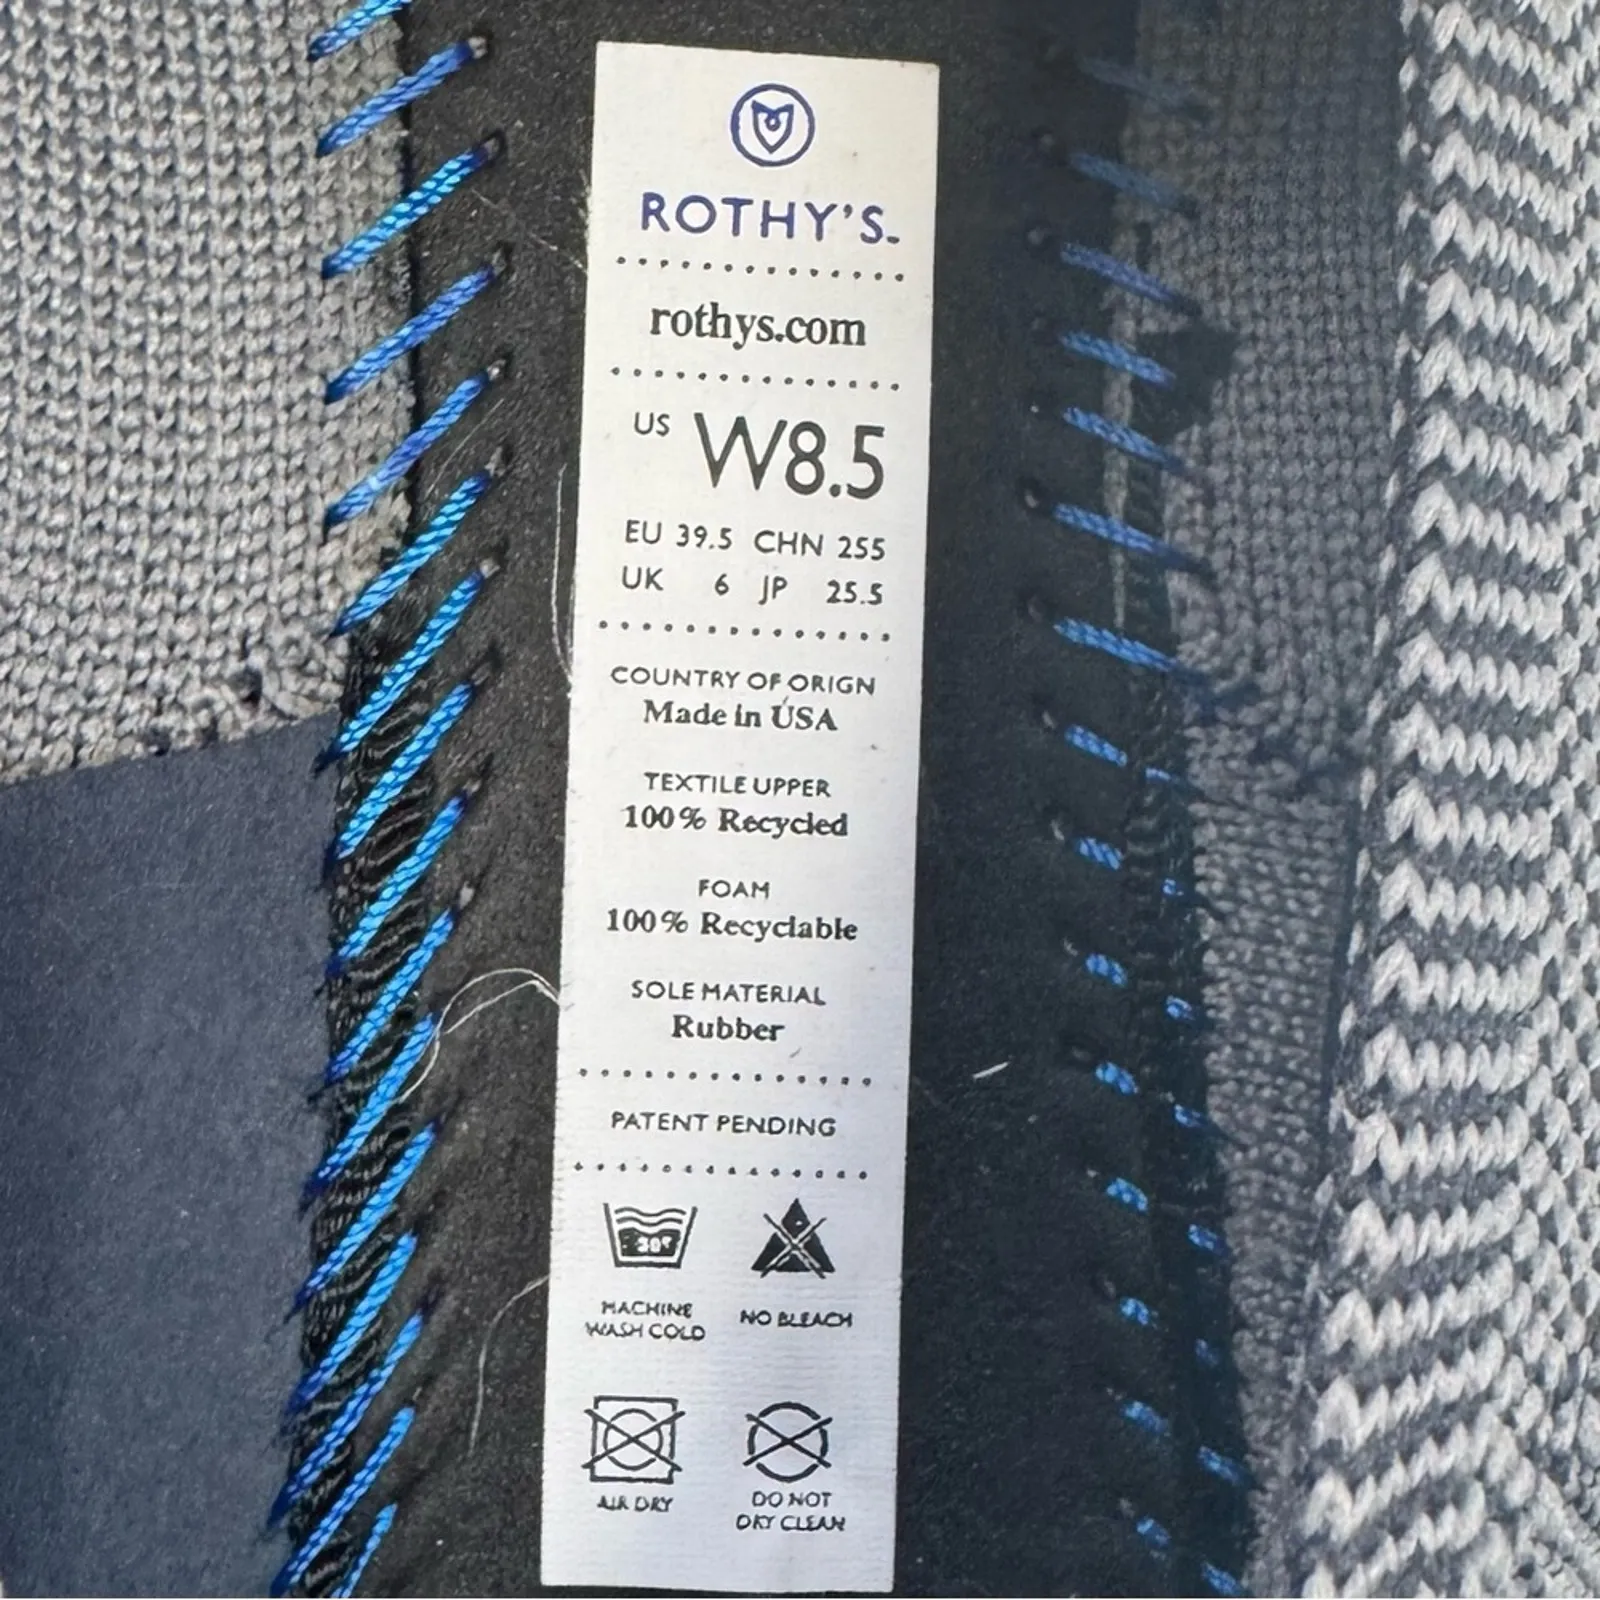 ROTHY'S
rothys.com
US W8.5
EU 39.5 CHN 255
UK 6 JP 25.5
COUNTRY OF ORIGN
Made in USA
TEXTILE UPPER
100% Recycled
FOAM
100% Recyclable
SOLE MATERIAL
Rubber
PATENT PENDING
30°
MACHINE
WASH COLD
NO BLEACH
AIR DRY
DO NOT
DRY CLEAN